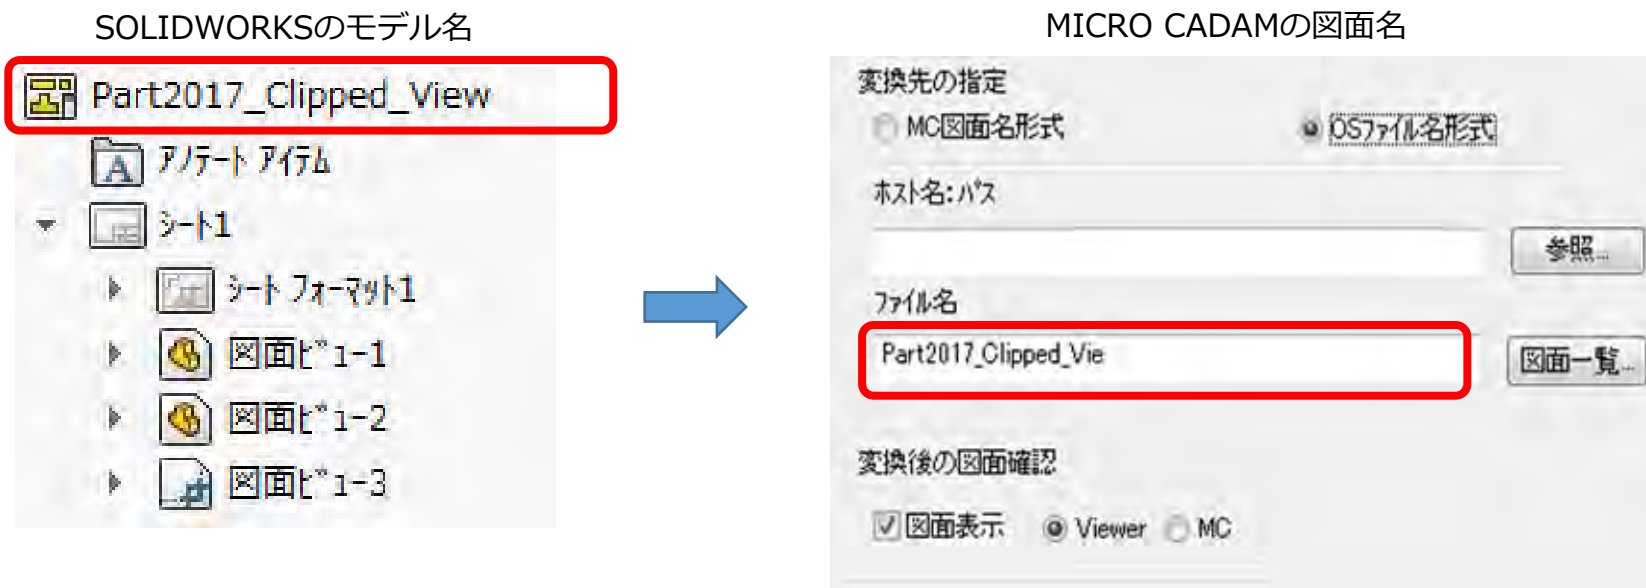 SOLIDWORKSのモデル名
Part2017_Clipped_View
アノテート アイテム
シート1
シート フォーマット1
図面ビュー1
図面ビュー2
図面ビュー3
MICRO CADAMの図面名
変換先の指定
MC図面名形式 OSファイル名形式
ホスト名:パス
参照...
ファイル名
Part2017_Clipped_Vie
図面一覧...
変換後の図面確認
図面表示 Viewer MC